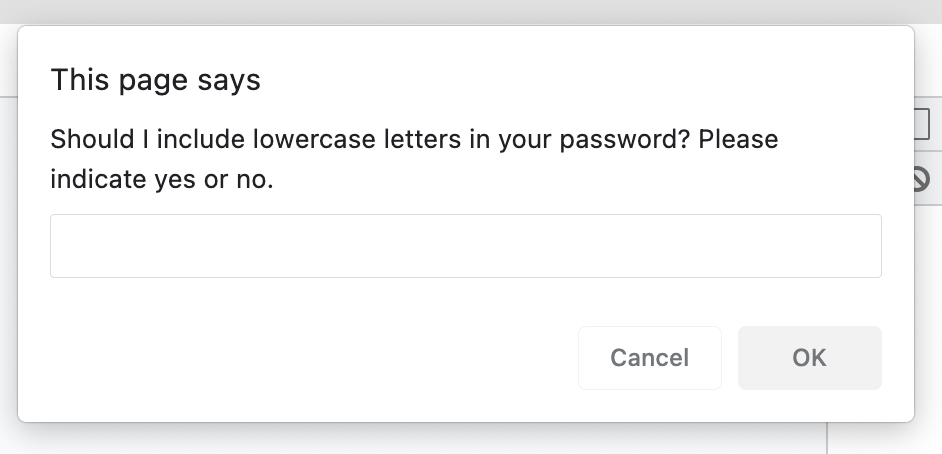 This page says
Should I include lowercase letters in your password? Please
indicate yes or no.
Cancel
OK